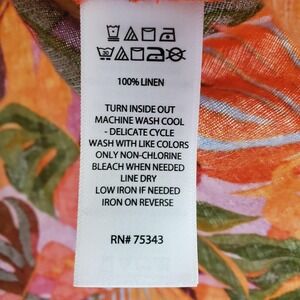 100% LINEN
TURN INSIDE OUT
MACHINE WASH COOL
- DELICATE CYCLE
WASH WITH LIKE COLORS
ONLY NON-CHLORINE
BLEACH WHEN NEEDED
LINE DRY
LOW IRON IF NEEDED
IRON ON REVERSE
RN# 75343